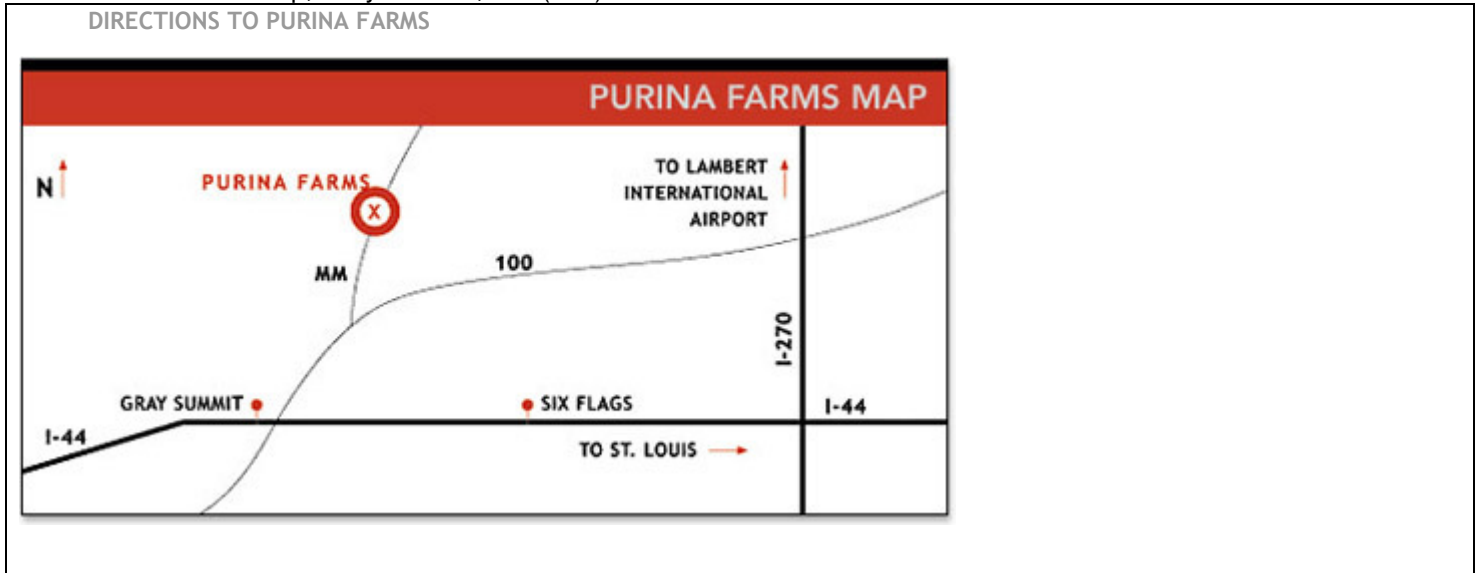 DIRECTIONS TO PURINA FARMS
PURINA FARMS MAP
N
PURINA FARMS
X
TO LAMBERT
INTERNATIONAL
AIRPORT
MM
100
I-270
GRAY SUMMIT
SIX FLAGS
I-44
I-44
TO ST. LOUIS